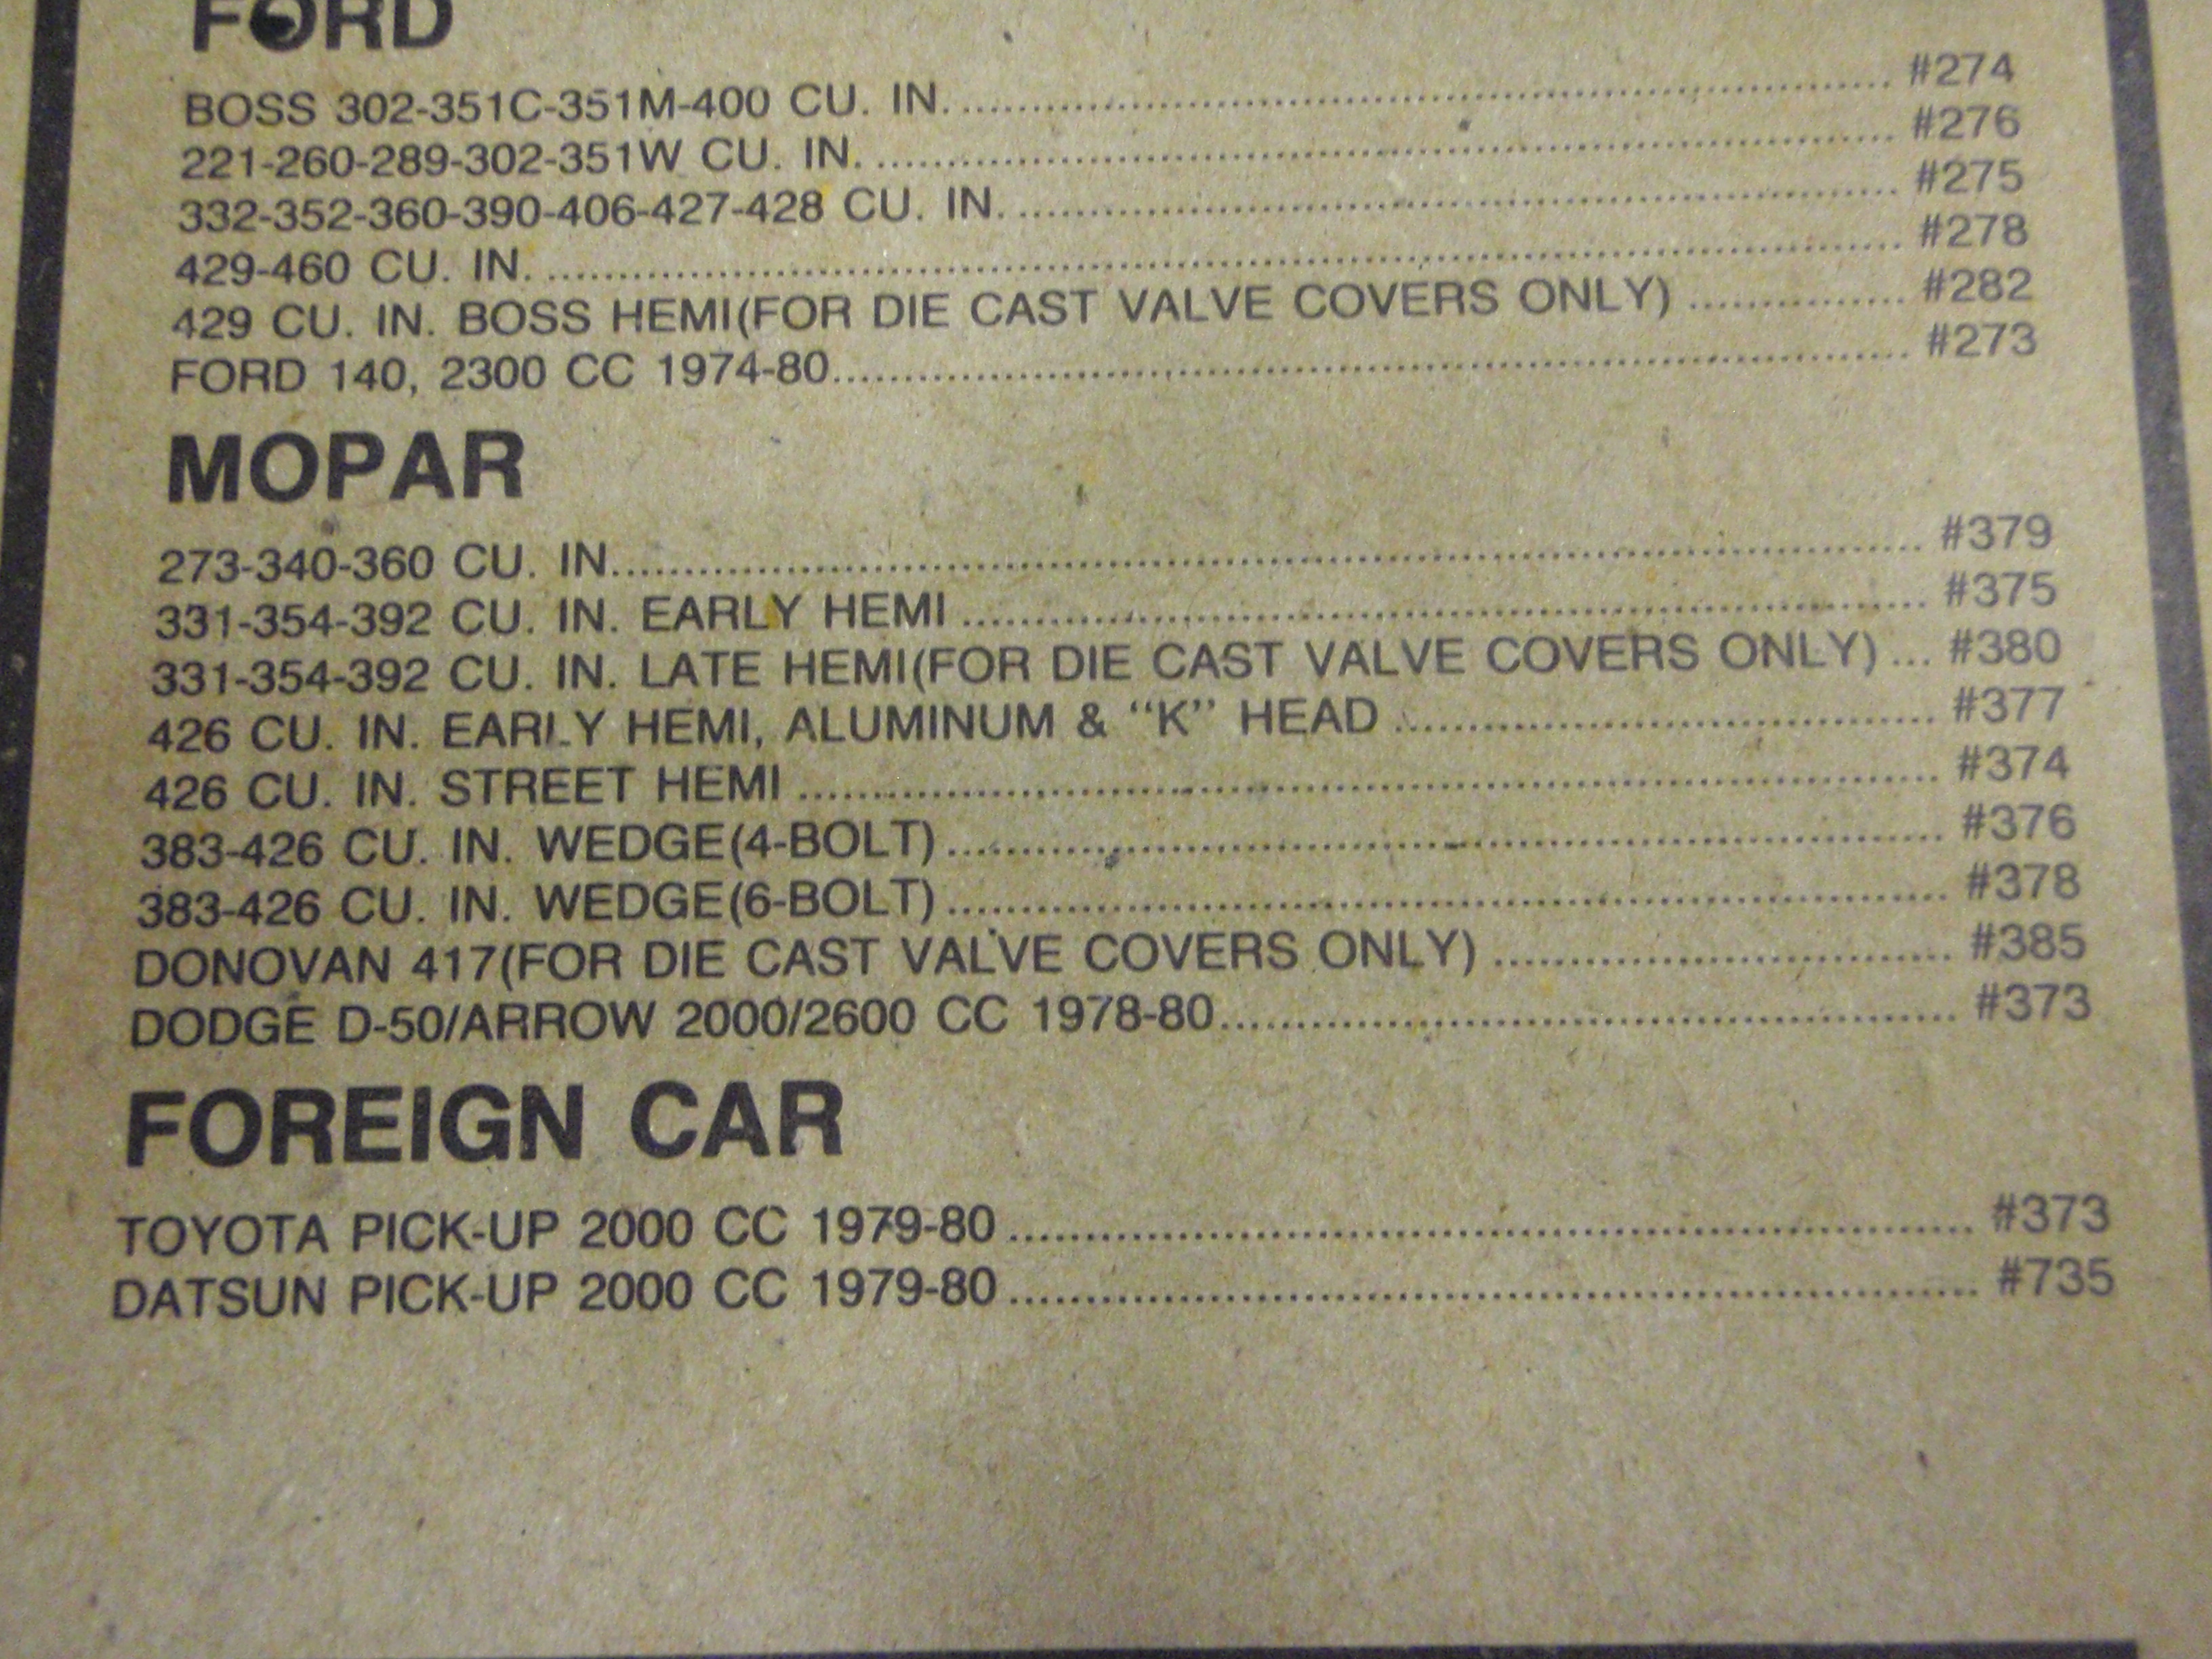 FORD
BOSS 302-351C-351M-400 CU. IN. #274
221-260-289-302-351W CU. IN. #276
332-352-360-390-406-427-428 CU. IN. #275
429-460 CU. IN. #278
429 CU. IN. BOSS HEMI(FOR DIE CAST VALVE COVERS ONLY) #282
FORD 140, 2300 CC 1974-80 #273
MOPAR
273-340-360 CU. IN. #379
331-354-392 CU. IN. EARLY HEMI #375
331-354-392 CU. IN. LATE HEMI(FOR DIE CAST VALVE COVERS ONLY) ... #380
426 CU. IN. EARLY HEMI, ALUMINUM & “K” HEAD #377
426 CU. IN. STREET HEMI #374
383-426 CU. IN. WEDGE(4-BOLT) #376
383-426 CU. IN. WEDGE(6-BOLT) #378
DONOVAN 417(FOR DIE CAST VALVE COVERS ONLY) #385
DODGE D-50/ARROW 2000/2600 CC 1978-80 #373
FOREIGN CAR
TOYOTA PICK-UP 2000 CC 1979-80 #373
DATSUN PICK-UP 2000 CC 1979-80 #735